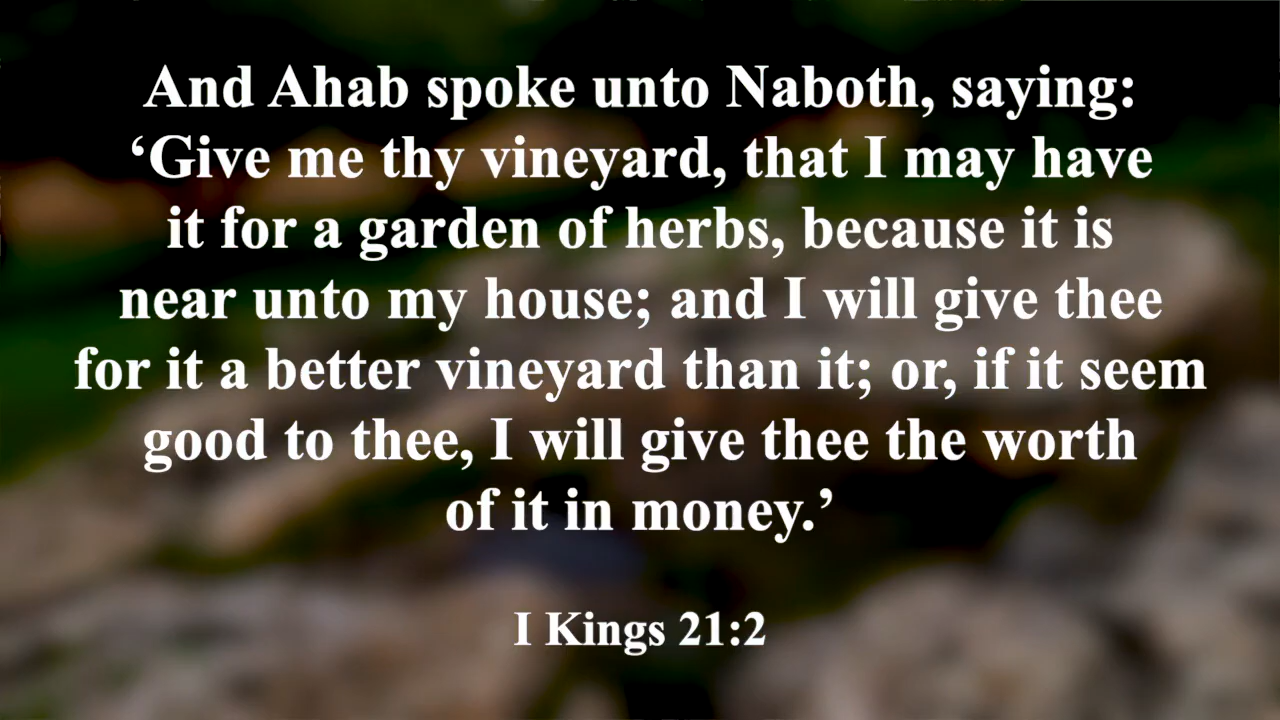 And Ahab spoke unto Naboth, saying:
‘Give me thy vineyard, that I may have
it for a garden of herbs, because it is
near unto my house; and I will give thee
for it a better vineyard than it; or, if it seem
good to thee, I will give thee the worth
of it in money.’
I Kings 21:2